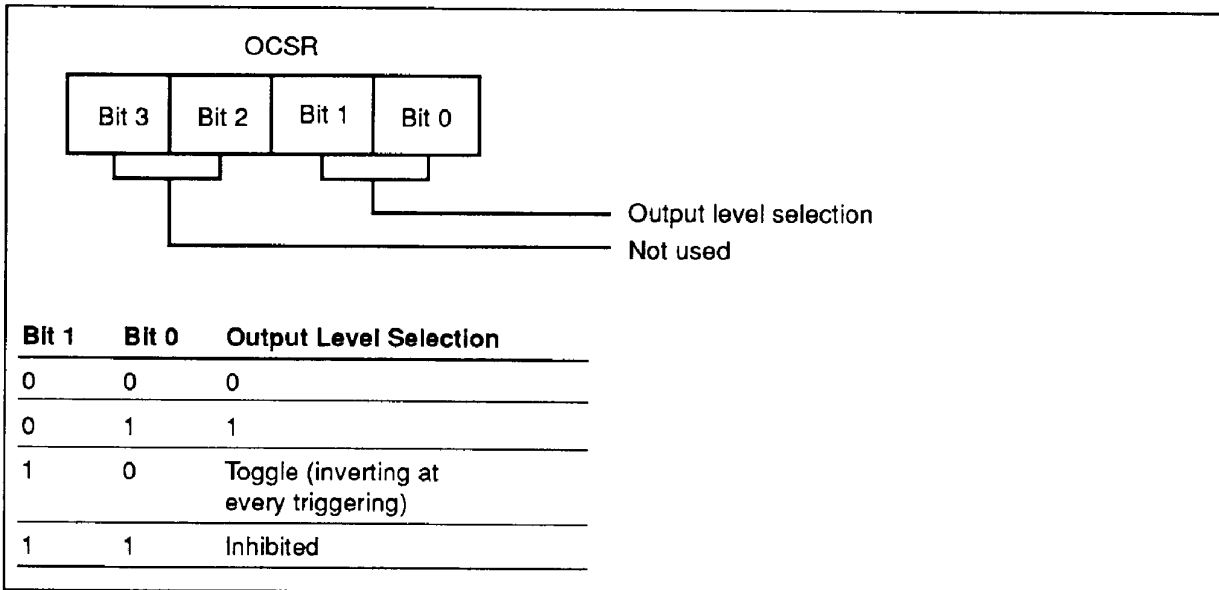 OCSR
Bit 3 Bit 2 Bit 1 Bit 0
Output level selection
Not used
Bit 1 Bit 0 Output Level Selection
0 0 0
0 1 1
1 0 Toggle (inverting at
every triggering)
1 1 Inhibited